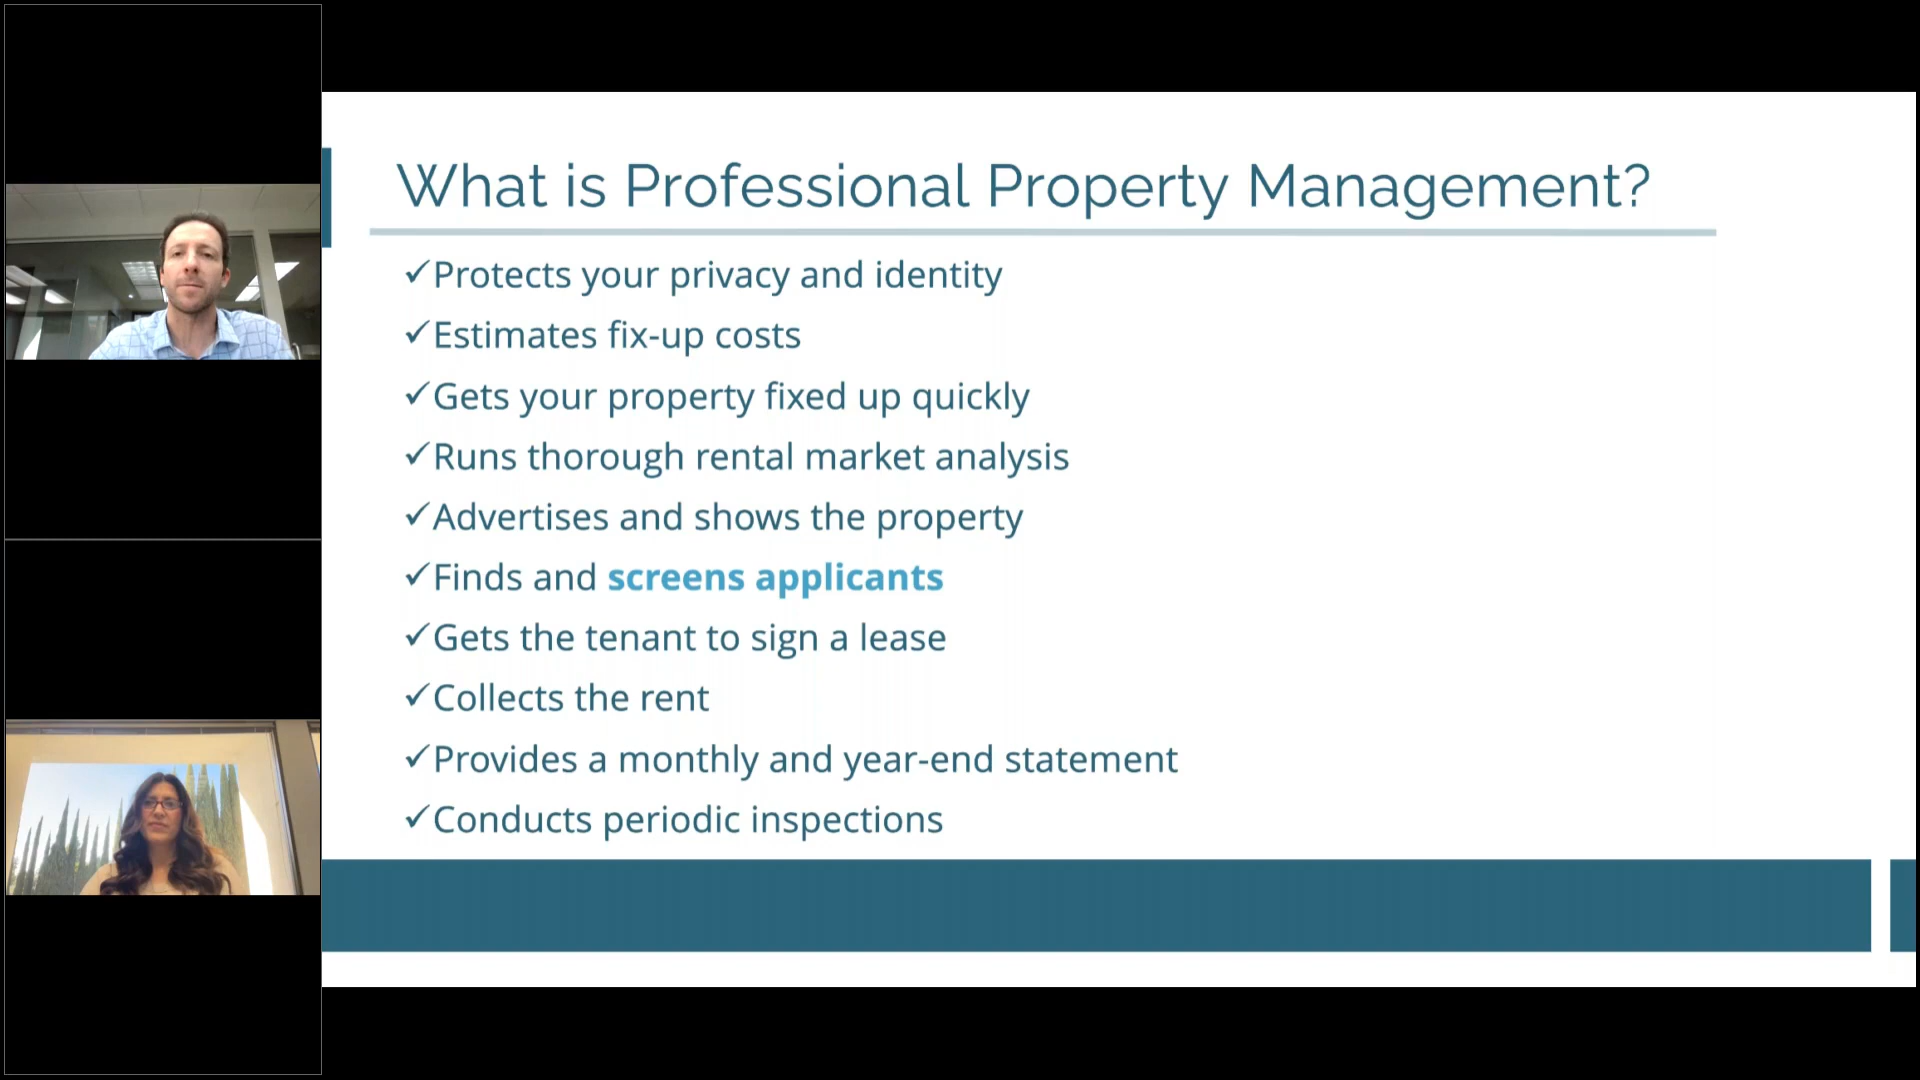 What is Professional Property Management?
✓Protects your privacy and identity
✓Estimates fix-up costs
✓Gets your property fixed up quickly
✓Runs thorough rental market analysis
✓Advertises and shows the property
✓Finds and screens applicants
✓Gets the tenant to sign a lease
✓Collects the rent
✓Provides a monthly and year-end statement
✓Conducts periodic inspections